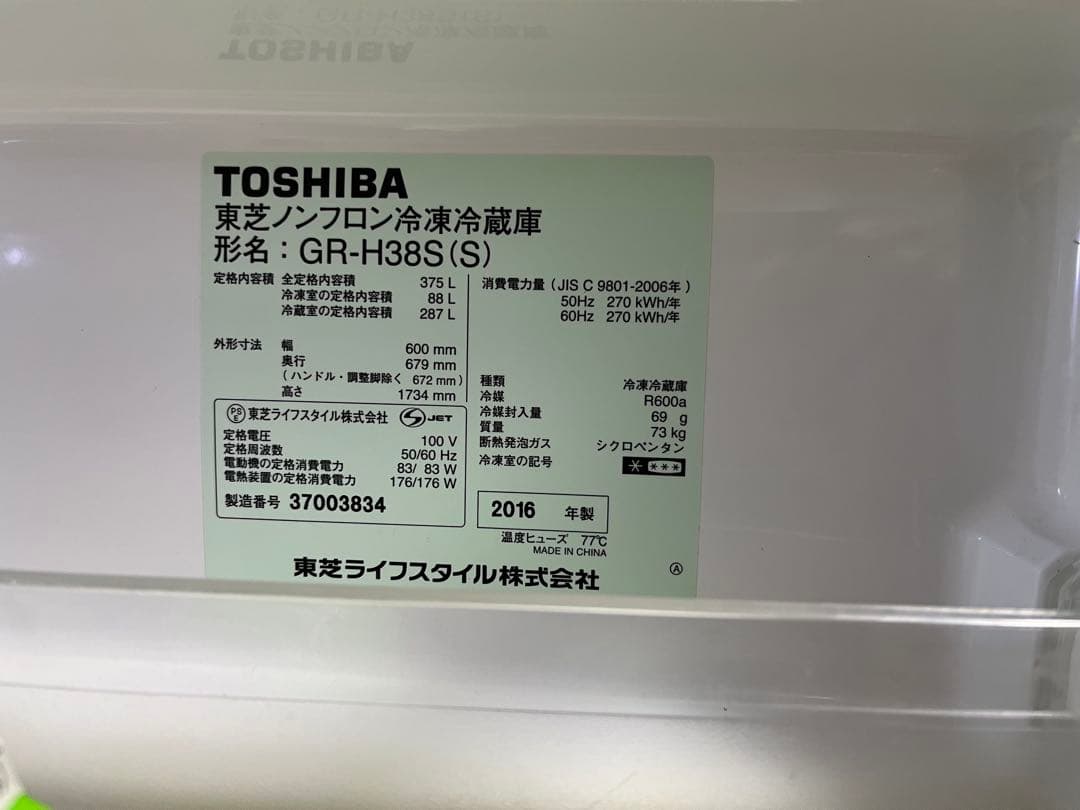 TOSHIBA
東芝ノンフロン冷凍冷蔵庫
形名：GR-H38S(S)
定格内容積 全定格内容積 375 L
冷凍室の定格内容積 88 L
冷蔵室の定格内容積 287 L
外形寸法 幅 600 mm
奥行 679 mm
(ハンドル・調整脚除く 672 mm)
高さ 1734 mm
消費電力量 (JIS C 9801-2006年)
50Hz 270 kWh/年
60Hz 270 kWh/年
種類 冷凍冷蔵庫
冷媒 R600a
冷媒封入量 69 g
質量 73 kg
断熱発泡ガス シクロペンタン
冷凍室の記号 * ***
PSE 東芝ライフスタイル株式会社 JET
定格電圧 100 V
定格周波数 50/60 Hz
電動機の定格消費電力 83/ 83 W
電熱装置の定格消費電力 176/176 W
製造番号 37003834
2016 年製
温度ヒューズ 77℃
MADE IN CHINA
東芝ライフスタイル株式会社 Ⓐ